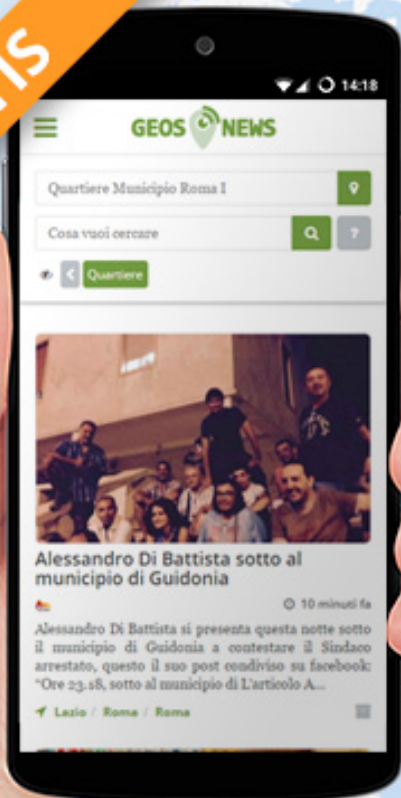 TIS
14:18
GEOS NEWS
Quartiere Municipio Roma I
Cosa vuoi cercare
?
Quartiere
Alessandro Di Battista sotto al
municipio di Guidonia
10 minuti fa
Alessandro Di Battista si presenta questa notte sotto
il municipio di Guidonia a contestare il Sindaco
arrestato, questo il suo post condiviso su facebook:
"Ore 23.18, sotto al municipio di L'articolo A...
Lazio / Roma / Roma